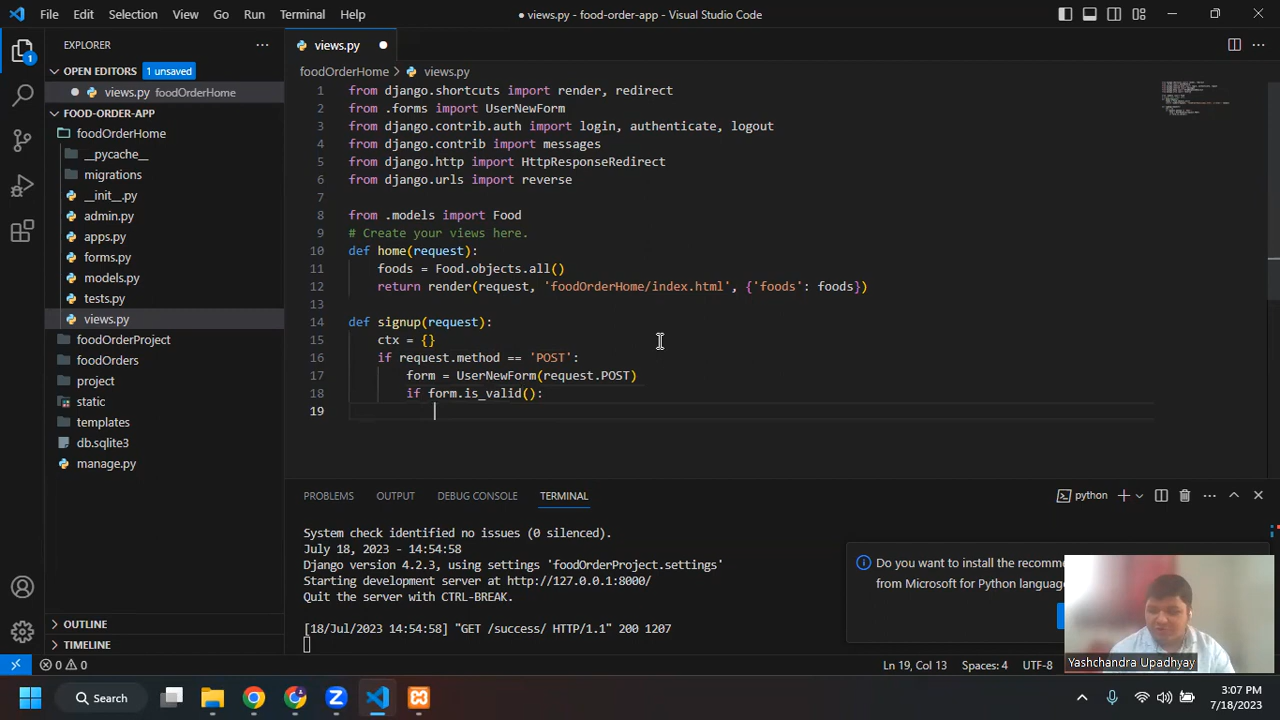 File Edit Selection View Go Run Terminal Help
views.py - food-order-app - Visual Studio Code
EXPLORER
views.py
OPEN EDITORS 1 unsaved
foodOrderHome > views.py
views.py foodOrderHome
FOOD-ORDER-APP
foodOrderHome
__pycache__
migrations
__init__.py
admin.py
apps.py
forms.py
models.py
tests.py
views.py
foodOrderProject
foodOrders
project
static
templates
db.sqlite3
manage.py
OUTLINE
TIMELINE
1 from django.shortcuts import render, redirect
2 from .forms import UserNewForm
3 from django.contrib.auth import login, authenticate, logout
4 from django.contrib import messages
5 from django.http import HttpResponseRedirect
6 from django.urls import reverse
7
8 from .models import Food
9 # Create your views here.
10 def home(request):
11 foods = Food.objects.all()
12 return render(request, 'foodOrderHome/index.html', {'foods': foods})
13
14 def signup(request):
15 ctx = {}
16 if request.method == 'POST':
17 form = UserNewForm(request.POST)
18 if form.is_valid():
19
PROBLEMS OUTPUT DEBUG CONSOLE TERMINAL
python
System check identified no issues (0 silenced).
July 18, 2023 - 14:54:58
Django version 4.2.3, using settings 'foodOrderProject.settings'
Starting development server at http://127.0.0.1:8000/
Quit the server with CTRL-BREAK.
[18/Jul/2023 14:54:58] "GET /success/ HTTP/1.1" 200 1207
Do you want to install the recomme
from Microsoft for Python languag
Yashchandra Upadhyay
0 0
Ln 19, Col 13 Spaces: 4 UTF-8
Search
3:07 PM
7/18/2023